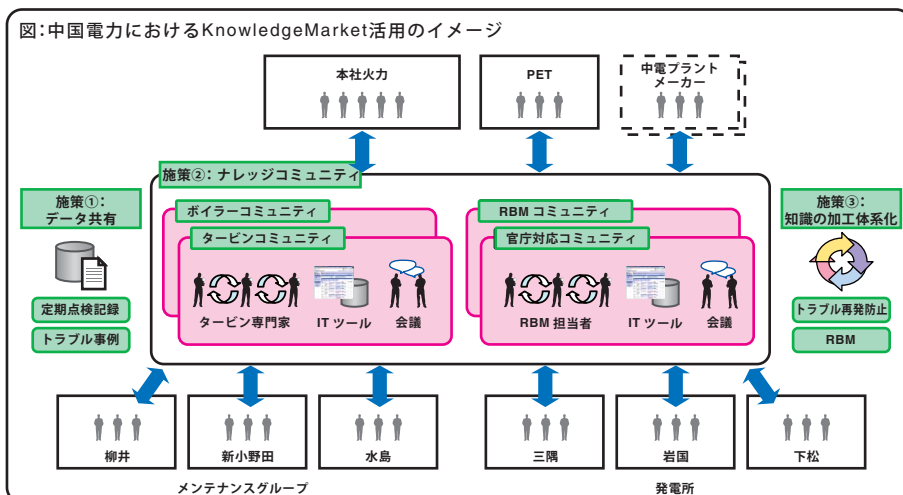 図:中国電力におけるKnowledgeMarket活用のイメージ
本社火力
PET
中電プラント
メーカー
施策②: ナレッジコミュニティ
施策①:
データ共有
定期点検記録
トラブル事例
ボイラーコミュニティ
タービンコミュニティ
タービン専門家
IT ツール
会議
RBM コミュニティ
官庁対応コミュニティ
RBM 担当者
IT ツール
会議
施策③:
知識の加工体系化
トラブル再発防止
RBM
柳井
新小野田
水島
三隅
岩国
下松
メンテナンスグループ
発電所